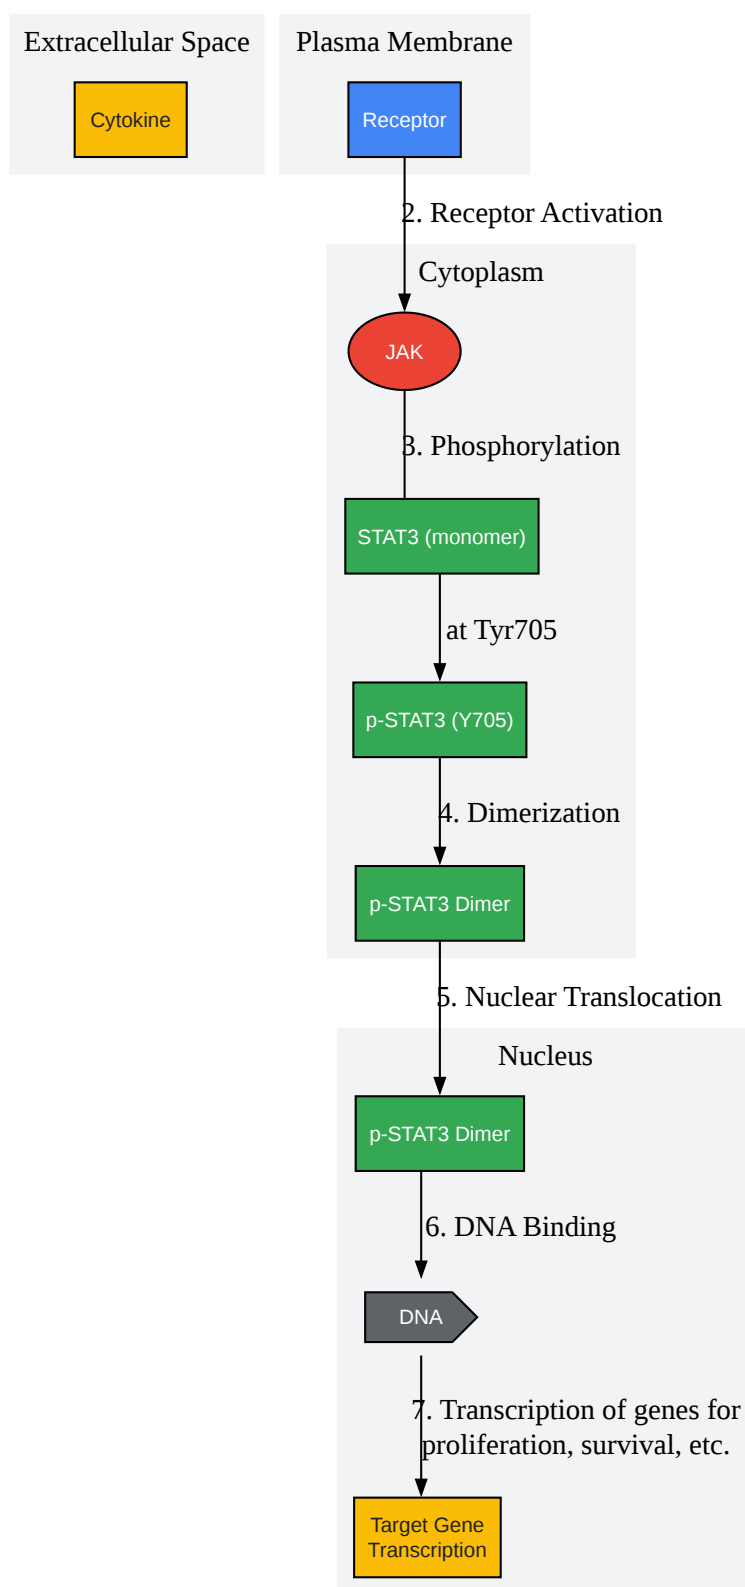 Extracellular Space
Plasma Membrane
Cytokine
Receptor
2. Receptor Activation
Cytoplasm
JAK
3. Phosphorylation
STAT3 (monomer)
at Tyr705
p-STAT3 (Y705)
4. Dimerization
p-STAT3 Dimer
5. Nuclear Translocation
Nucleus
p-STAT3 Dimer
6. DNA Binding
DNA
7. Transcription of genes for
proliferation, survival, etc.
Target Gene
Transcription